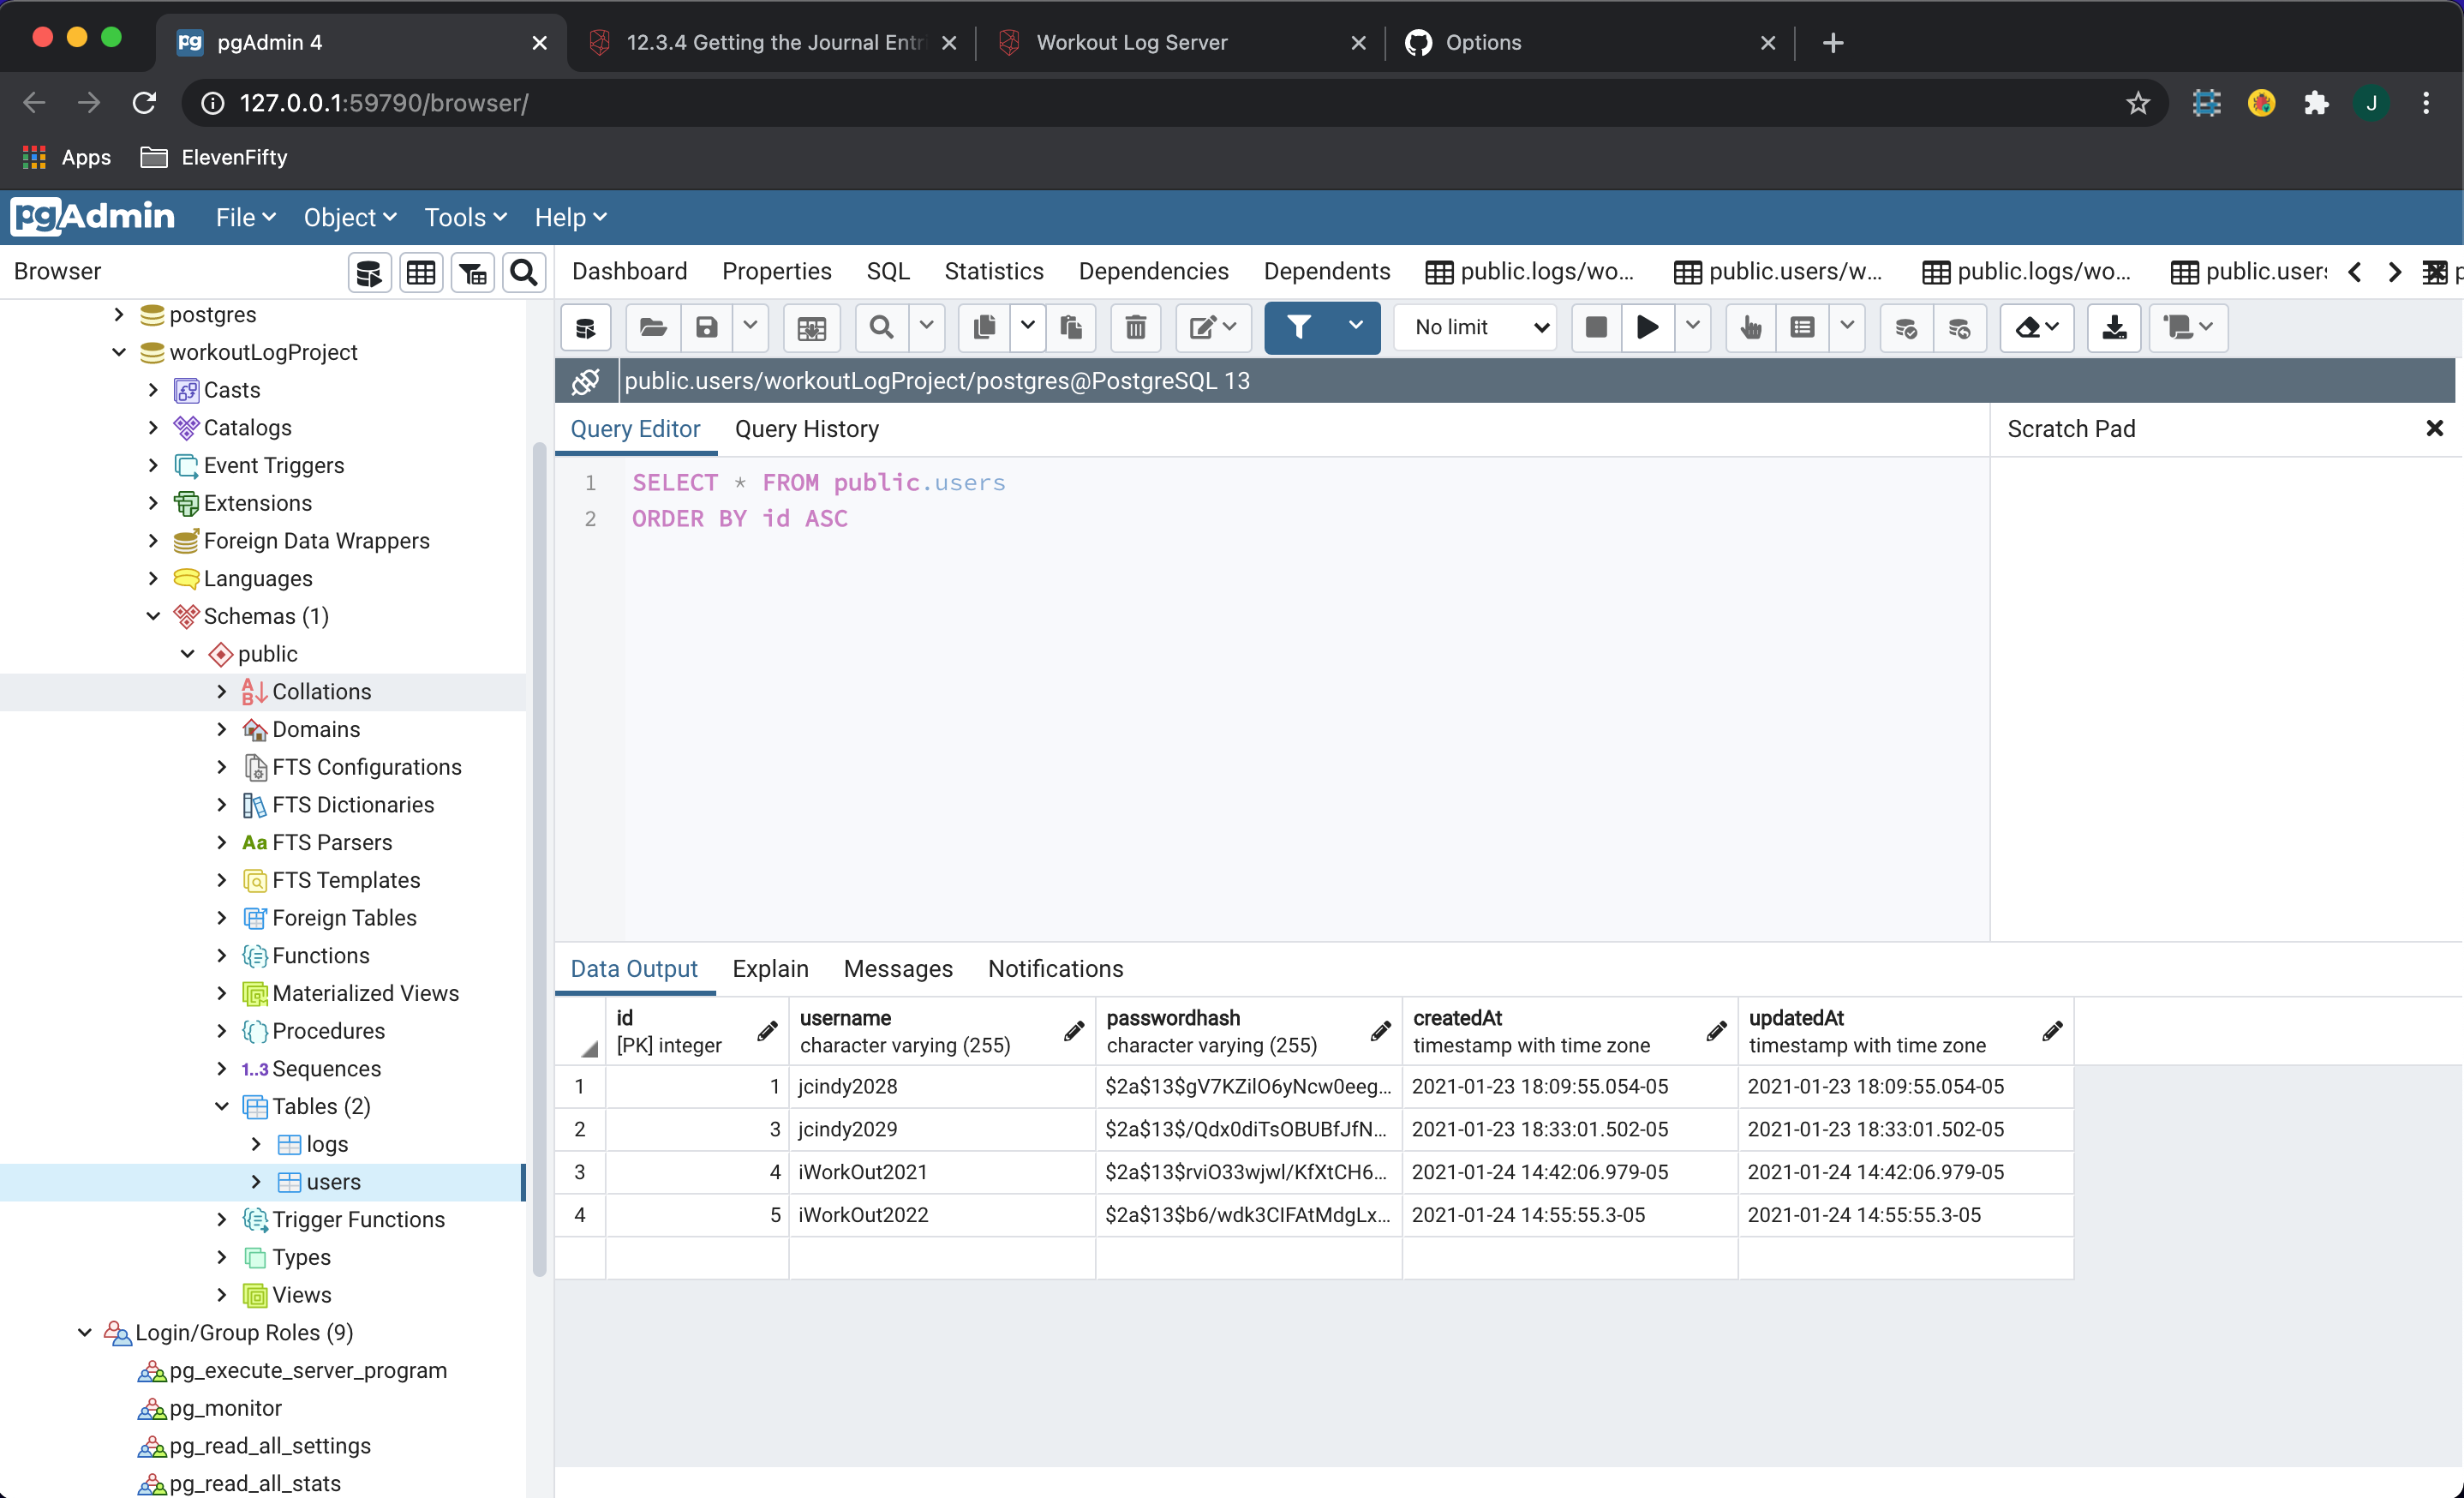 pgAdmin 4
12.3.4 Getting the Journal Entri
Workout Log Server
Options
127.0.0.1:59790/browser/
J
Apps
ElevenFifty
pgAdmin
File
Object
Tools
Help
Browser
Dashboard
Properties
SQL
Statistics
Dependencies
Dependents
public.logs/wo...
public.users/w...
public.logs/wo...
public.users
postgres
workoutLogProject
Casts
Catalogs
Event Triggers
Extensions
Foreign Data Wrappers
Languages
Schemas (1)
public
Collations
Domains
FTS Configurations
FTS Dictionaries
Aa FTS Parsers
FTS Templates
Foreign Tables
Functions
Materialized Views
Procedures
1..3 Sequences
Tables (2)
logs
users
Trigger Functions
Types
Views
Login/Group Roles (9)
pg_execute_server_program
pg_monitor
pg_read_all_settings
pg_read_all_stats
No limit
public.users/workoutLogProject/postgres@PostgreSQL 13
Query Editor
Query History
Scratch Pad
1 SELECT * FROM public.users
2 ORDER BY id ASC
Data Output
Explain
Messages
Notifications
id username passwordhash createdAt updatedAt
[PK] integer character varying (255) character varying (255) timestamp with time zone timestamp with time zone
1 1 jcindy2028 $2a$13$gV7KZilO6yNcw0eeg... 2021-01-23 18:09:55.054-05 2021-01-23 18:09:55.054-05
2 3 jcindy2029 $2a$13$/Qdx0diTsOBUBfJfN... 2021-01-23 18:33:01.502-05 2021-01-23 18:33:01.502-05
3 4 iWorkOut2021 $2a$13$rviO33wjwl/KfXtCH6... 2021-01-24 14:42:06.979-05 2021-01-24 14:42:06.979-05
4 5 iWorkOut2022 $2a$13$b6/wdk3CIFAtMdgLx... 2021-01-24 14:55:55.3-05 2021-01-24 14:55:55.3-05